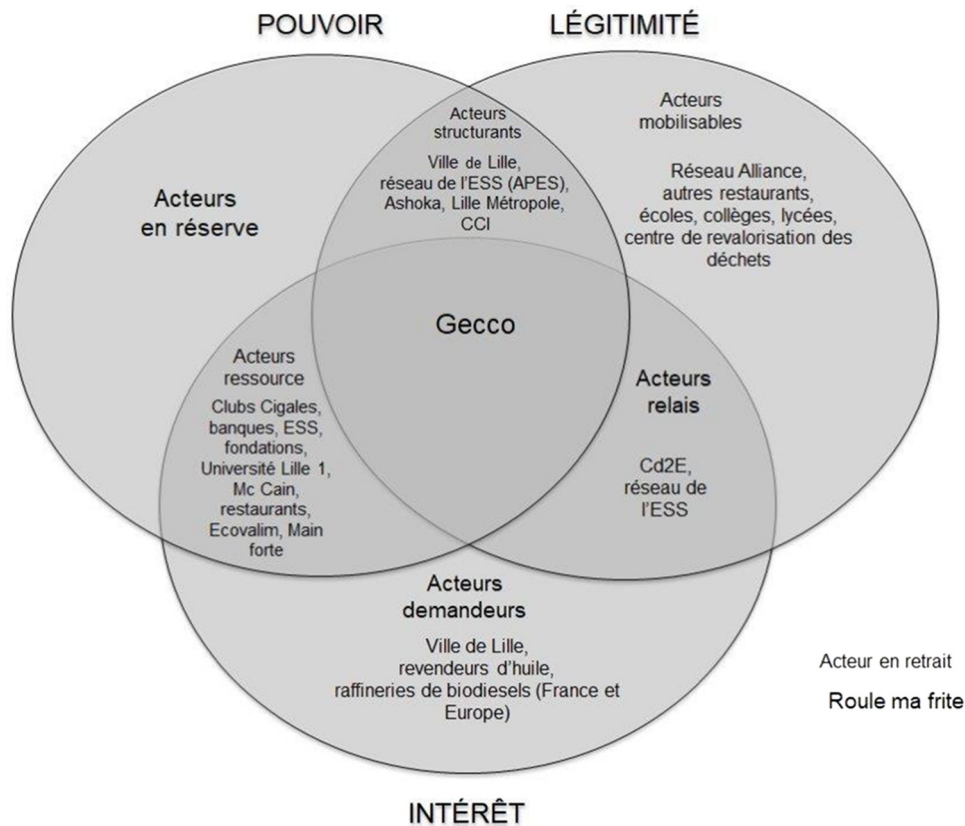 POUVOIR
LÉGITIMITÉ
Acteurs
structurants
Ville de Lille,
réseau de l'ESS (APES),
Ashoka, Lille Métropole,
CCI
Acteurs
mobilisables
Réseau Alliance,
autres restaurants,
écoles, collèges, lycées,
centre de revalorisation des
déchets
Acteurs
en réserve
Gecco
Acteurs
ressource
Clubs Cigales,
banques, ESS,
fondations,
Université Lille 1,
Mc Cain,
restaurants,
Ecovalim, Main
forte
Acteurs
relais
Cd2E,
réseau de
l'ESS
Acteurs
demandeurs
Ville de Lille,
revendeurs d'huile,
raffineries de biodiesels (France et
Europe)
Acteur en retrait
Roule ma frite
INTÉRÊT